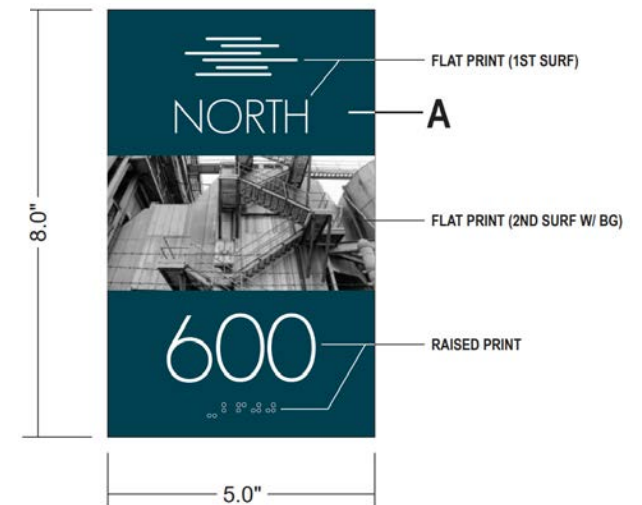 FLAT PRINT (1ST SURF)
NORTH
A
8.0"
FLAT PRINT (2ND SURF W/ BG)
600
RAISED PRINT
5.0"